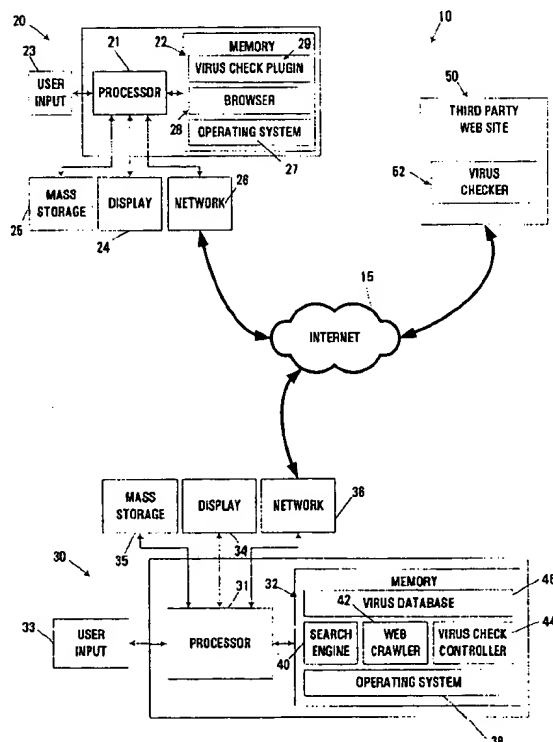 20
23
USER
INPUT
21
PROCESSOR
22
MEMORY
29
VIRUS CHECK PLUGIN
BROWSER
28
OPERATING SYSTEM
27
MASS
STORAGE
25
DISPLAY
24
NETWORK
26
10
50
THIRD PARTY
WEB SITE
52
VIRUS
CHECKER
15
INTERNET
MASS
STORAGE
35
DISPLAY
34
NETWORK
36
30
33
USER
INPUT
31
PROCESSOR
32
MEMORY
46
VIRUS DATABASE
42
SEARCH
ENGINE
40
WEB
CRAWLER
VIRUS CHECK
CONTROLLER
44
OPERATING SYSTEM
38